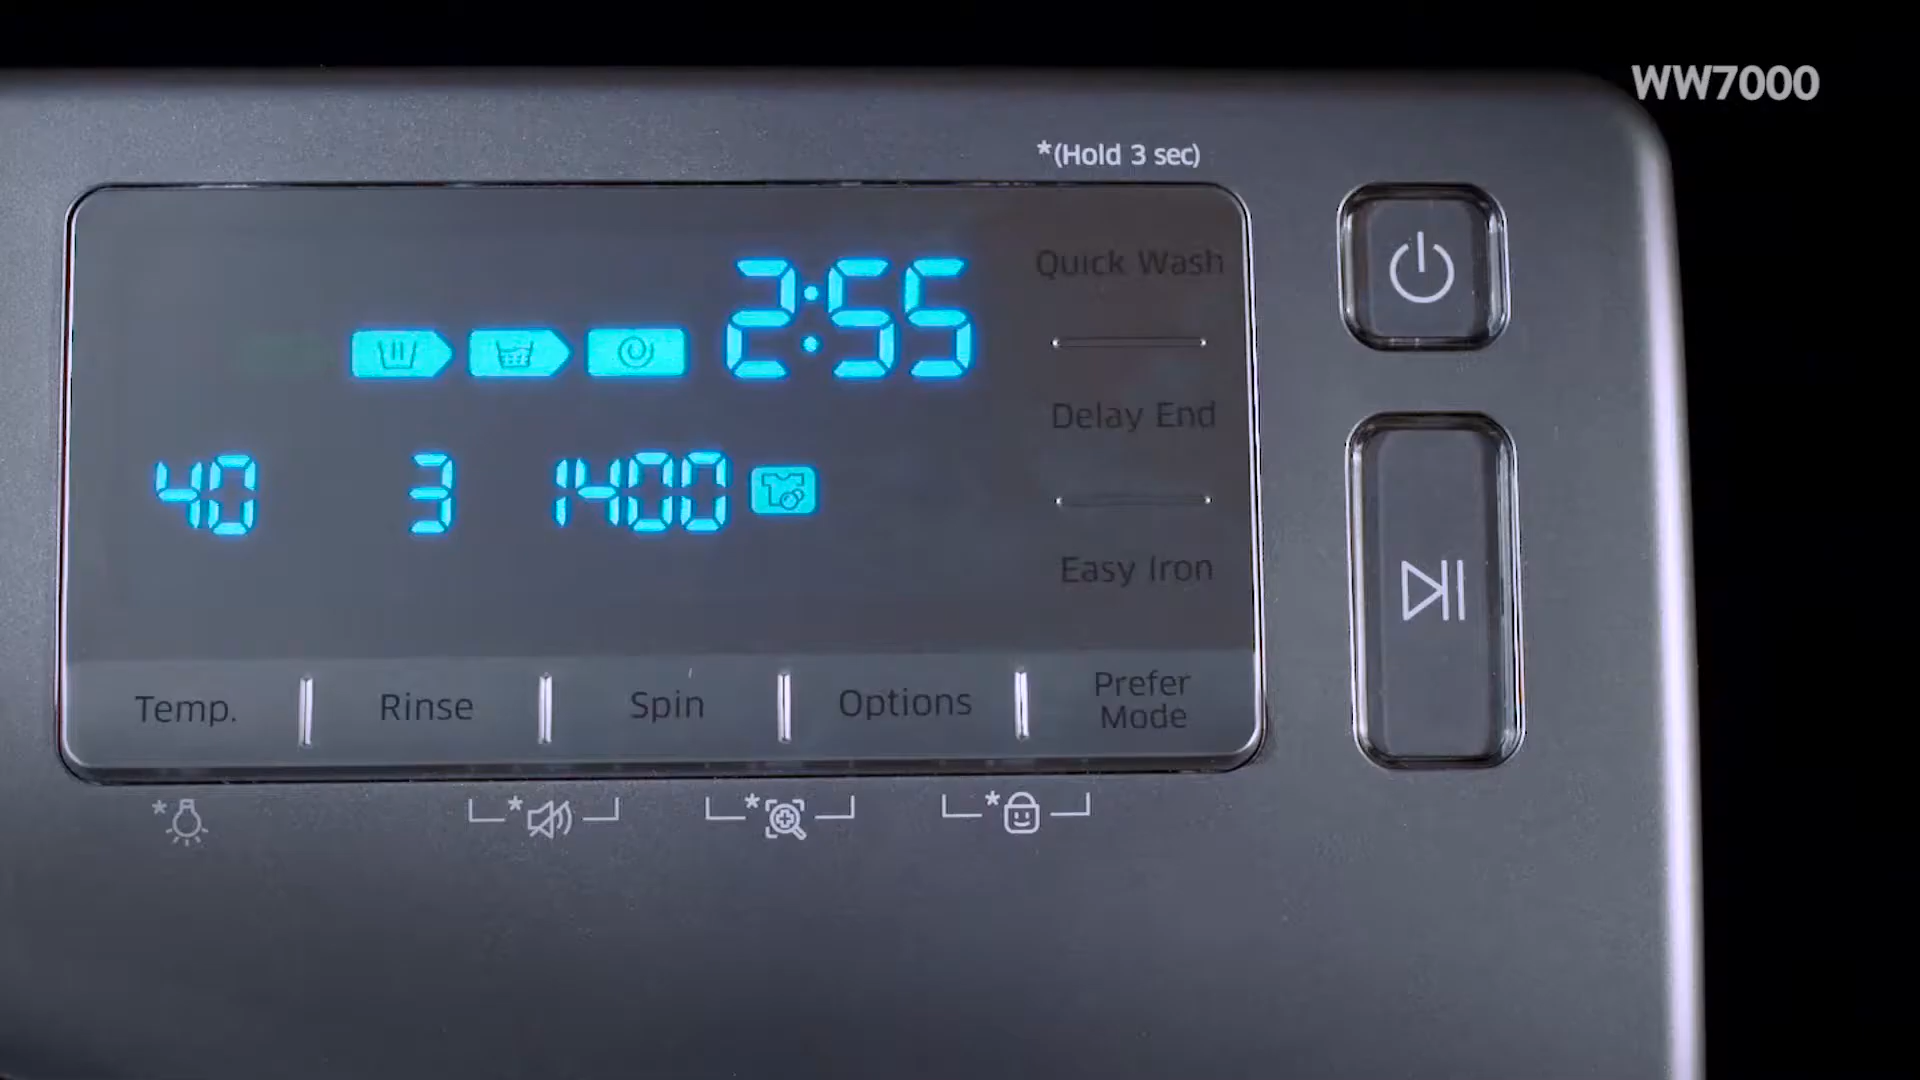 WW7000
*(Hold 3 sec)
2:55
Quick Wash
Delay End
40 3 1400
Easy Iron
Temp. Rinse Spin Options Prefer Mode